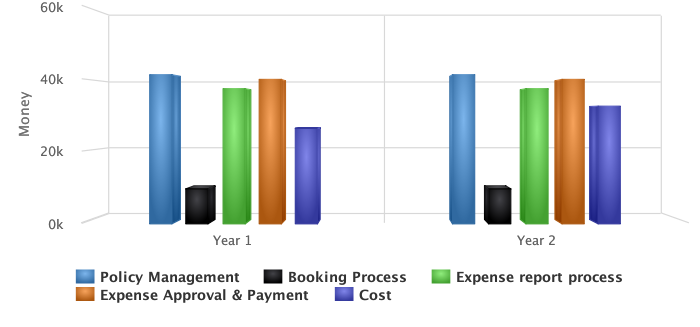 60k
40k
20k
0k
Money
Year 1
Year 2
Policy Management
Booking Process
Expense report process
Expense Approval & Payment
Cost